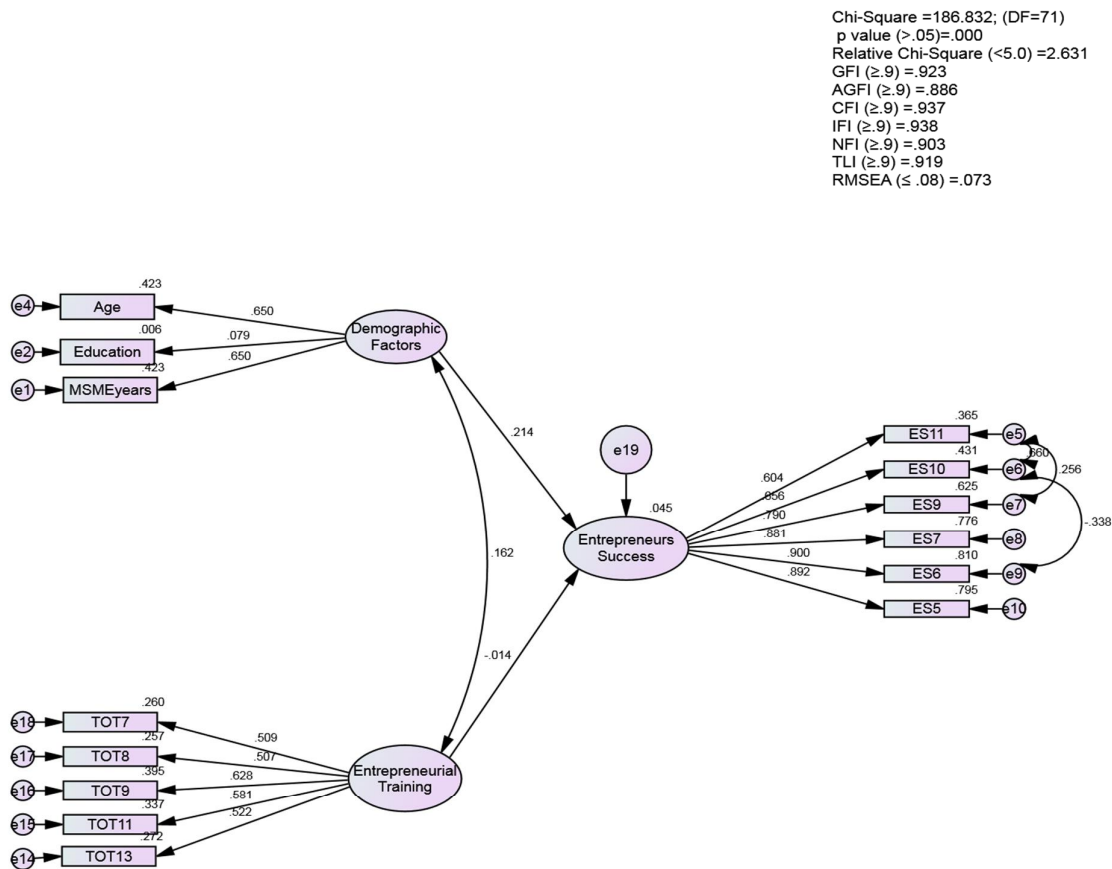 Chi-Square =186.832; (DF=71)
p value (>.05)=.000
Relative Chi-Square (<5.0) =2.631
GFI (≥.9) =.923
AGFI (≥.9) =.886
CFI (≥.9) =.937
IFI (≥.9) =.938
NFI (≥.9) =.903
TLI (≥.9) =.919
RMSEA (≤ .08) =.073
.423
e4
Age
.650
.006
e2
Education
.079
.423
e1
MSMEyears
.650
Demographic
Factors
.214
.162
-.014
e19
.045
Entrepreneurs
Success
.604
.656
.790
.881
.900
.892
.365
ES11
e5
.431
ES10
e6
.660
.256
.625
ES9
e7
-.338
.776
ES7
e8
.810
ES6
e9
.795
ES5
e10
.260
e18
TOT7
.509
.257
e17
TOT8
.507
.395
e16
TOT9
.628
.337
e15
TOT11
.581
.272
e14
TOT13
.522
Entrepreneurial
Training